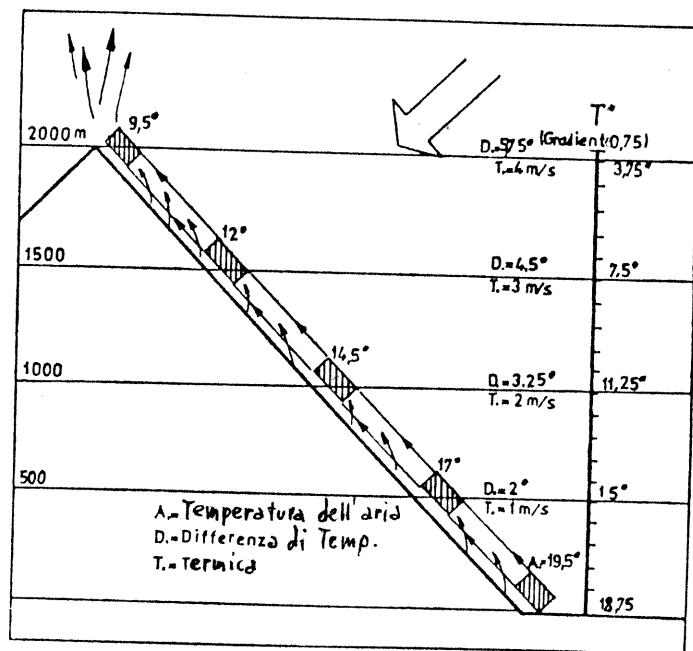 T°
9,5°
2000 m
D.=5,75° (Gradient:0,75)
T.=4 m/s
3,75°
12°
1500
D.=4,5°
T.=3 m/s
7,5°
14,5°
1000
D.=3.25°
T.=2 m/s
11,25°
17°
500
D.=2°
T.=1 m/s
15°
A.=Temperatura dell'aria
D.=Differenza di Temp.
T.=Termica
A.=19,5°
18,75